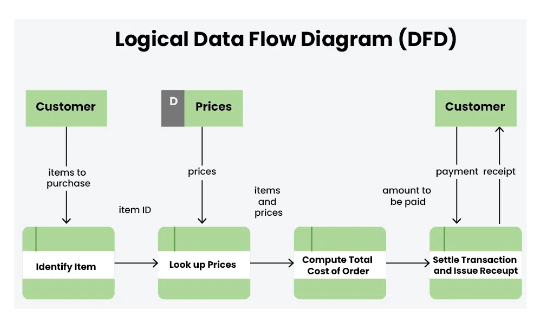 Logical Data Flow Diagram (DFD)
Customer
D
Prices
Customer
items to
purchase
prices
payment
receipt
item ID
items
and
prices
amount to
be paid
Identify Item
Look up Prices
Compute Total
Cost of Order
Settle Transaction
and Issue Receupt